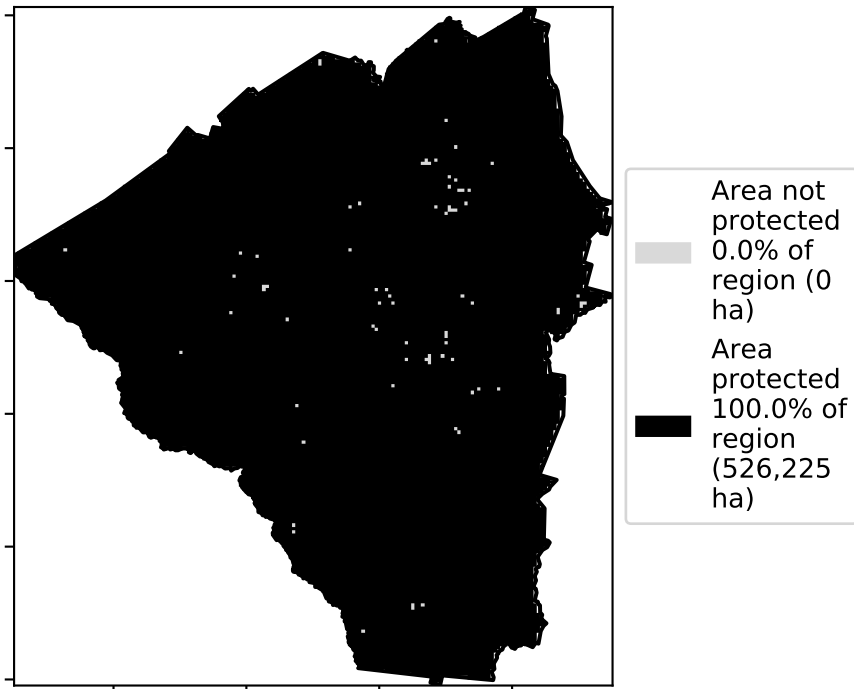 Area not
protected
0.0% of
region (0
ha)
Area
protected
100.0% of
region
(526,225
ha)